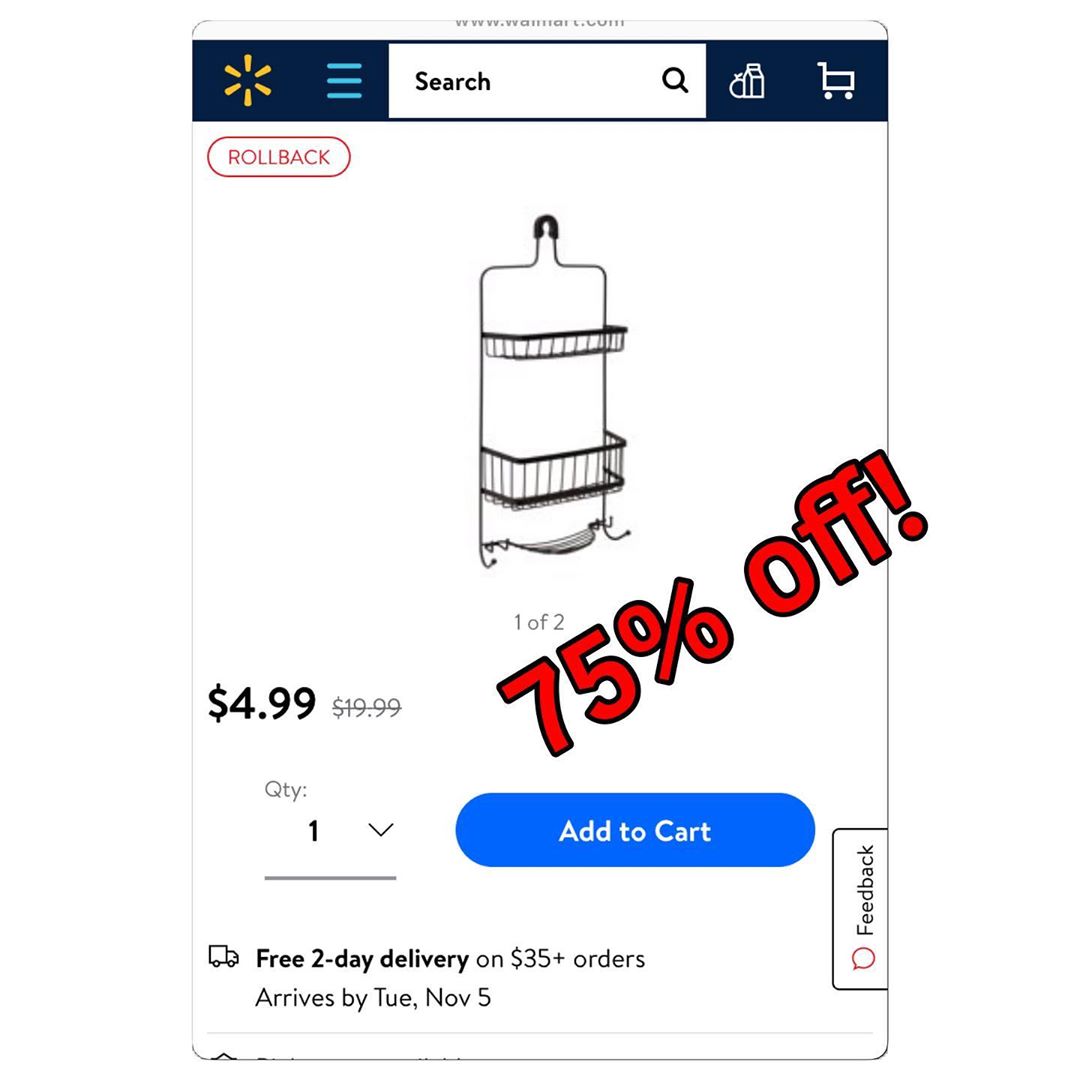 www.walmart.com
Search
ROLLBACK
1 of 2
75% off!
$4.99 $19.99
Qty:
1
Add to Cart
Feedback
Free 2-day delivery on $35+ orders
Arrives by Tue, Nov 5